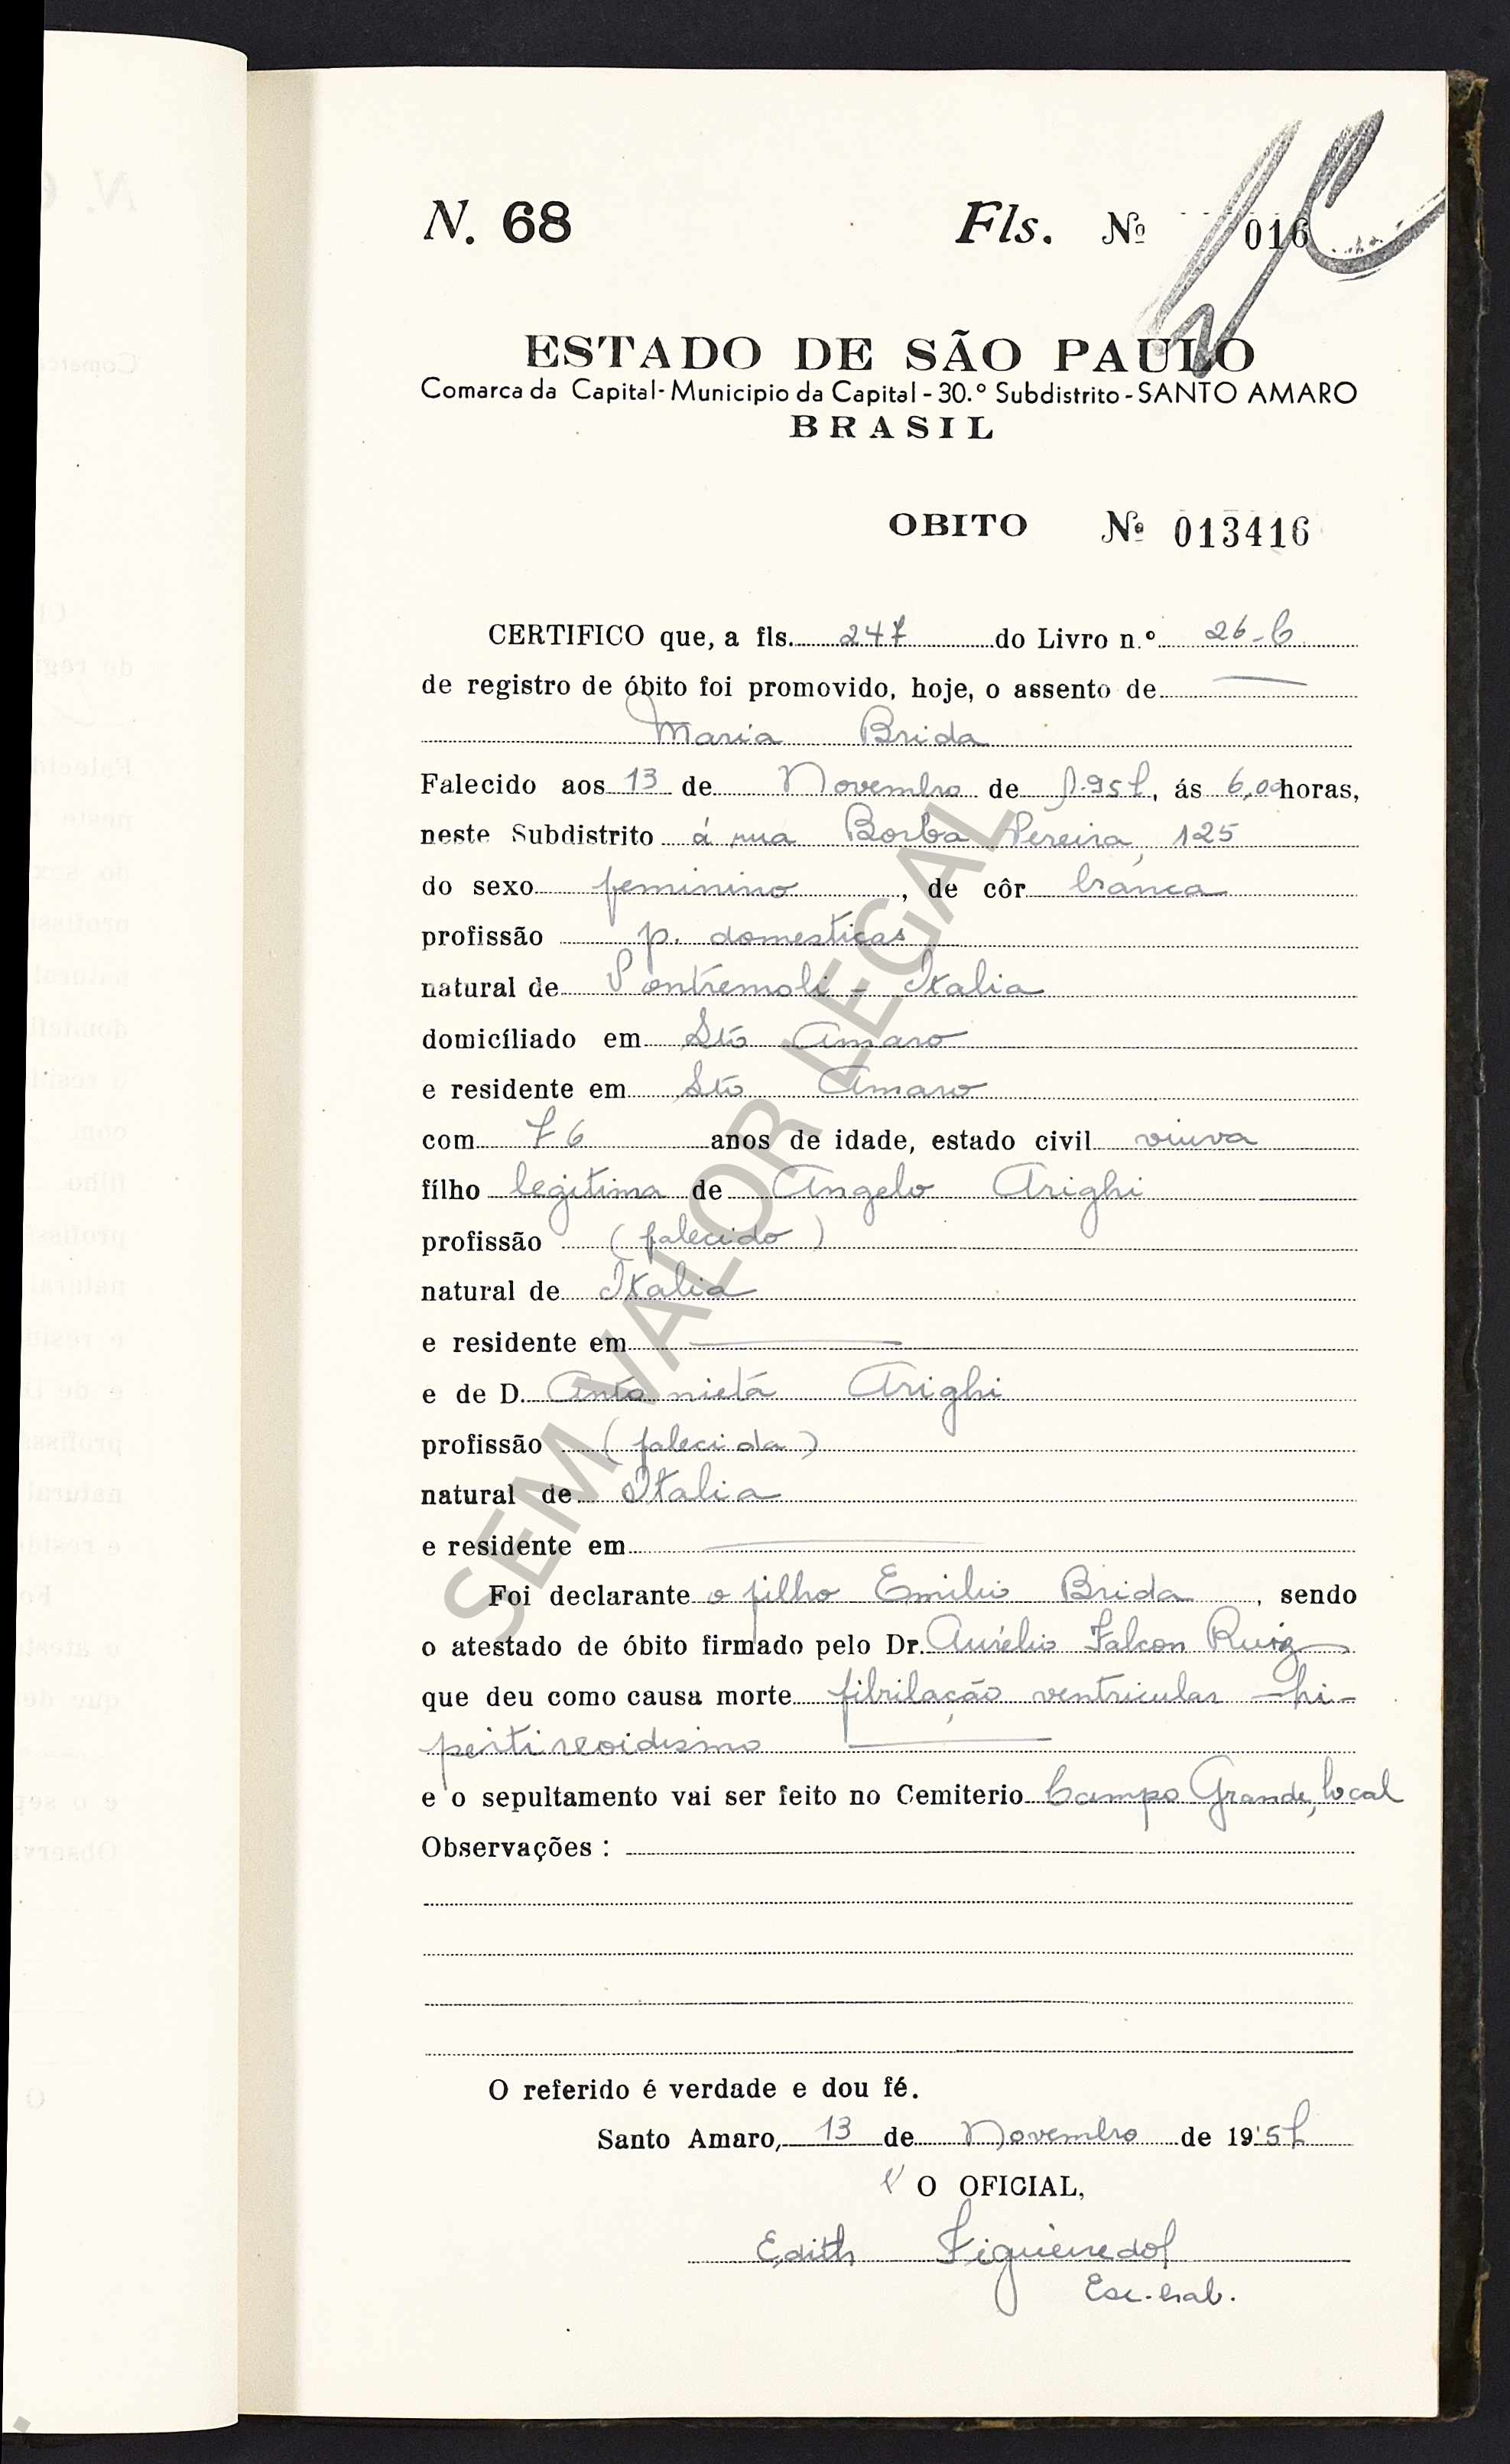 N. 68 Fls. Nº 016
ESTADO DE SÃO PAULO
Comarca da Capital - Municipio da Capital - 30.º Subdistrito - SANTO AMARO
BRASIL
OBITO Nº 013416
CERTIFICO que, a fls. 247 do Livro n.º 26-C
de registro de óbito foi promovido, hoje, o assento de
Maria Brida
Falecido aos 13 de Novembro de 1.957, ás 6,00 horas,
neste Subdistrito á rua Borba Pereira, 125
do sexo feminino, de côr branca
profissão p. domesticas
natural de Pontremoli - Italia
domicíliado em Sto Amaro
e residente em Sto Amaro
com 76 anos de idade, estado civil viuva
filho legitima de Angelo Arighi
profissão (falecido)
natural de Italia
e residente em
e de D. Antonieta Arighi
profissão (falecida)
natural de Italia
e residente em
Foi declarante o filho Emilio Brida, sendo
o atestado de óbito firmado pelo Dr. Aurélio Falcon Ruiz
que deu como causa morte fibrilação ventricular - hi-
pertireoidismo
e o sepultamento vai ser feito no Cemiterio Campo Grande, local
Observações :
O referido é verdade e dou fé.
Santo Amaro, 13 de Novembro de 1957
O OFICIAL,
Edith Figueiredo
Esc. hab.
SEM VALOR LEGAL